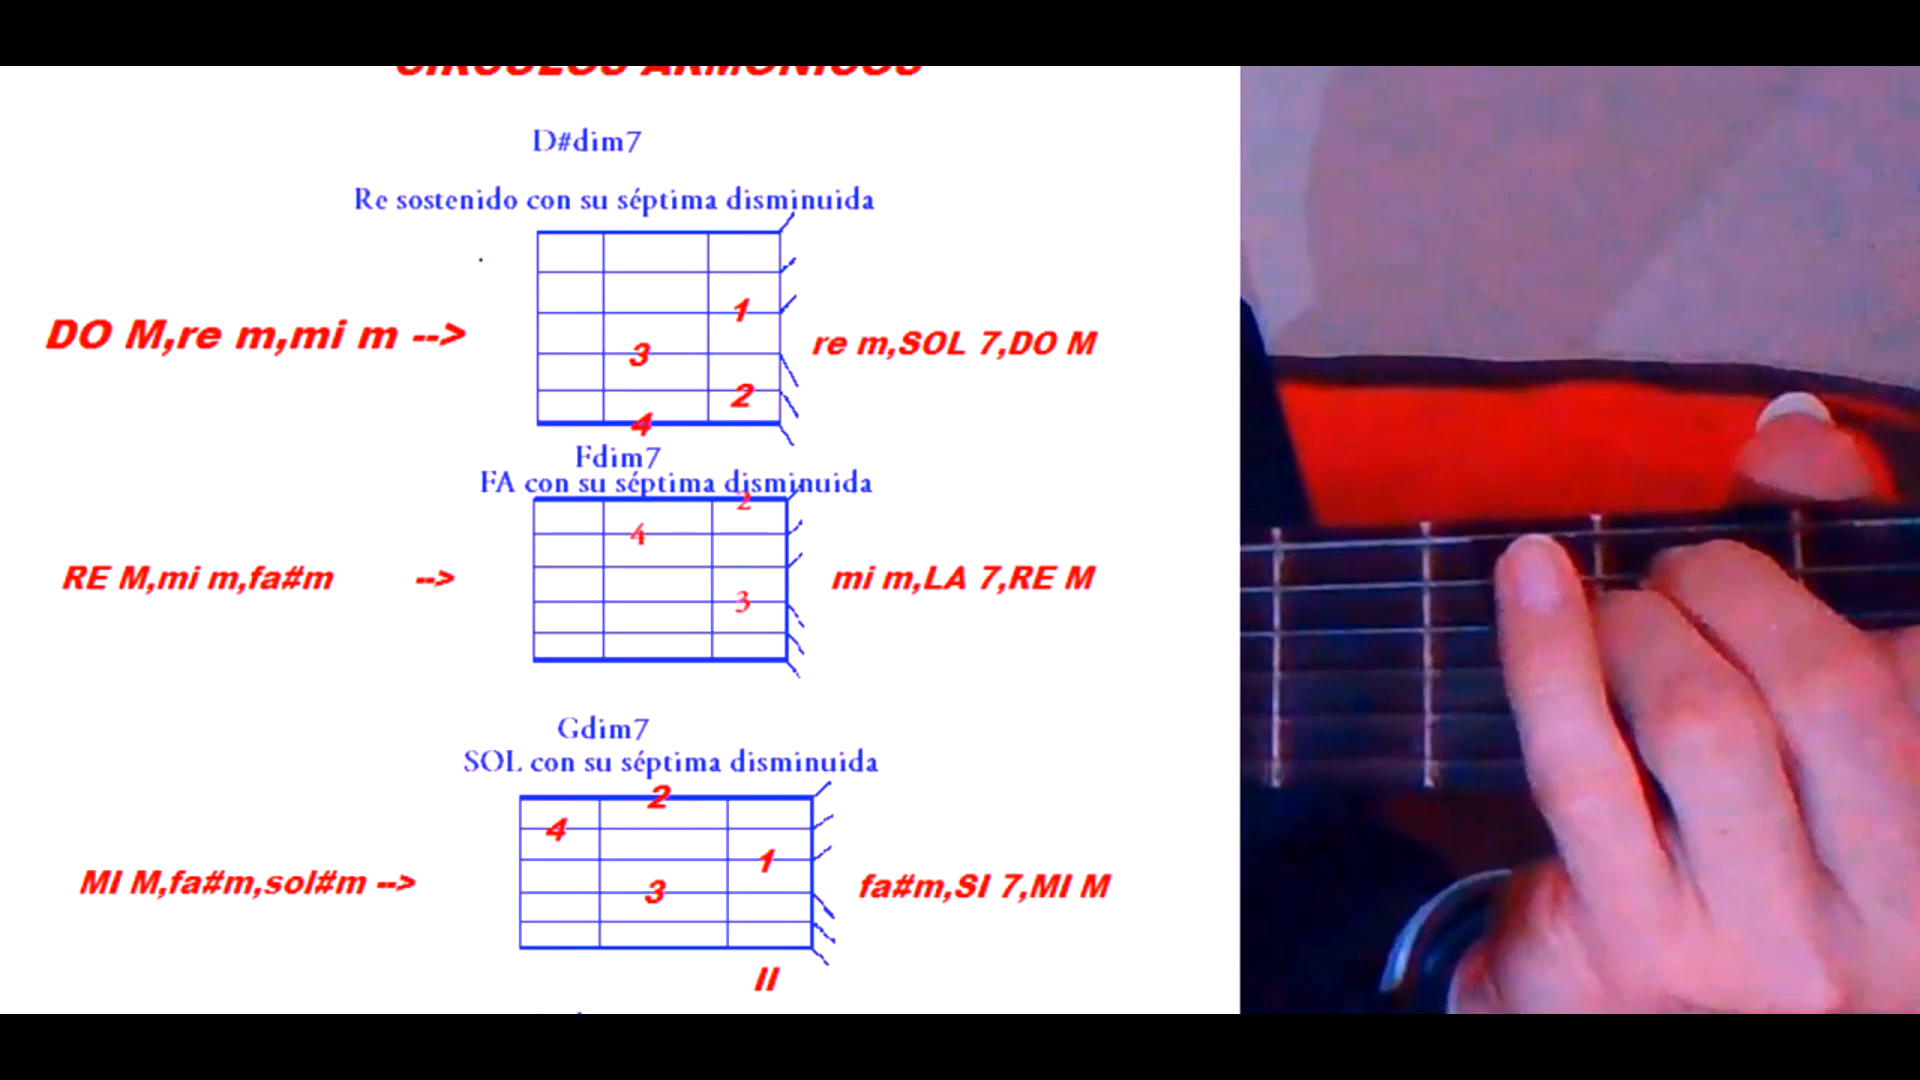 CIRCULOS ARMONICOS
D#dim7
Re sostenido con su séptima disminuida
1
DO M,re m,mi m -->
re m,SOL 7,DO M
3
2
4
Fdim7
FA con su séptima disminuida
2
4
RE M,mi m,fa#m -->
mi m,LA 7,RE M
3
Gdim7
SOL con su séptima disminuida
2
4
1
MI M,fa#m,sol#m -->
3
fa#m,SI 7,MI M
II